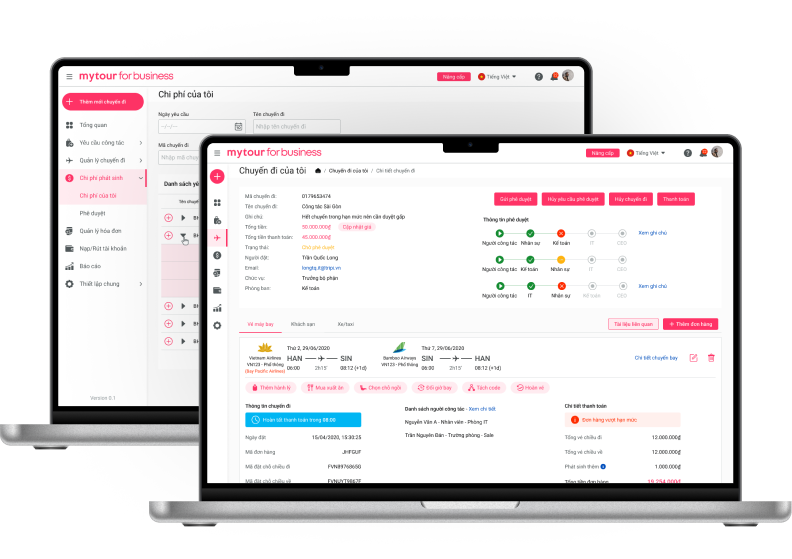 mytour for business
Nâng cấp
Tiếng Việt
Thêm mới chuyến đi
Tổng quan
Yêu cầu công tác
Quản lý chuyến đi
Chi phí phát sinh
Chi phí của tôi
Phê duyệt
Quản lý hóa đơn
Nạp/Rút tài khoản
Báo cáo
Thiết lập chung
Version 0.1
Chi phí của tôi
Ngày yêu cầu
Tên chuyến đi
Nhập tên chuyến đi
Mã chuyến đi
Danh sách yê
mytour for business
Nâng cấp
Tiếng Việt
Chuyến đi của tôi
Chuyến đi của tôi / Chi tiết chuyến đi
Mã chuyến đi: 0179653474
Tên chuyến đi: Công tác Sài Gòn
Ghi chú: Hết chuyến trong hạn mức nên cần duyệt gấp
Tổng tiền: 50.000.000₫ Cập nhật giá
Tổng tiền thanh toán: 45.000.000₫
Trạng thái: Chờ phê duyệt
Người đặt: Trần Quốc Long
Email: longtq.it@tripi.vn
Chức vụ: Trưởng bộ phận
Phòng ban: Kế toán
Gửi phê duyệt
Hủy yêu cầu phê duyệt
Hủy chuyến đi
Thanh toán
Thông tin phê duyệt
Người công tác Nhân sự Kế toán IT CEO
Xem ghi chú
Người công tác Kế toán Nhân sự IT CEO
Người công tác IT Nhân sự Kế toán CEO
Xem ghi chú
Vé máy bay
Khách sạn
Xe/taxi
Tài liệu liên quan
+ Thêm đơn hàng
Thứ 2, 29/06/2020
Vietnam Airlines
VN123 - Phổ thông
(Bay Pacific Airlines)
HAN SIN
06:00 2h15' 08:12 (+1d)
Thứ 7, 29/06/2020
Bamboo Airways
VN123 - Phổ thông
SIN HAN
06:00 2h15' 08:12 (+1d)
Chi tiết chuyến bay
Thêm hành lý
Mua xuất ăn
Chọn chỗ ngồi
Đổi giờ bay
Tách code
Hoàn vé
Thông tin chuyến đi
Hoàn tất thanh toán trong 08:00
Ngày đặt 15/04/2020, 15:30:25
Mã đơn hàng JHFGUF
Mã đặt chỗ chiều đi FVN8976865G
Mã đặt chỗ chiều về FVNUYT9867F
Danh sách người công tác - Xem chi tiết
Nguyễn Văn A - Nhân viên - Phòng IT
Trần Nguyên Bân - Trưởng phòng - Sale
Chi tiết thanh toán
Đơn hàng vượt hạn mức
Tổng vé chiều đi 12.000.000₫
Tổng vé chiều về 12.000.000₫
Phát sinh thêm 1.000.000₫
Tổng tiền đơn hàng 19.254.000₫